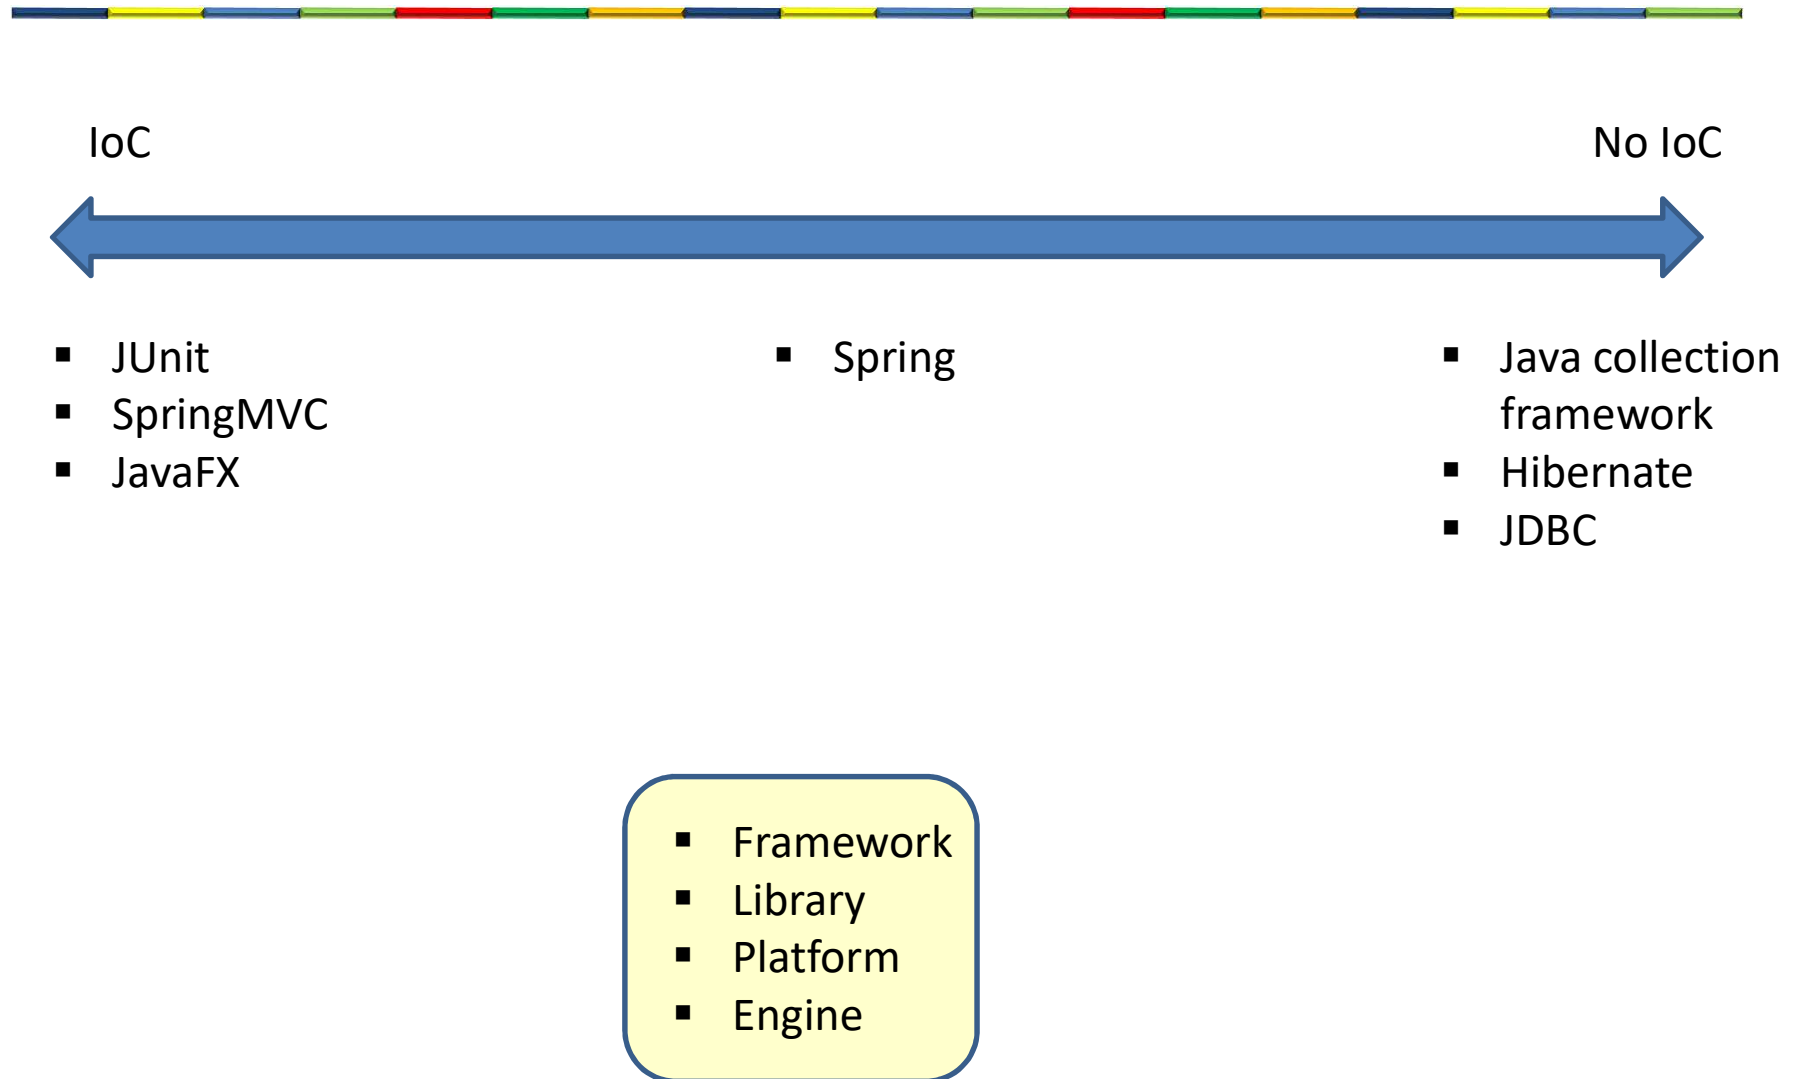 IoC
No IoC
▪ JUnit
▪ SpringMVC
▪ JavaFX
▪ Spring
▪ Java collection
framework
▪ Hibernate
▪ JDBC
▪ Framework
▪ Library
▪ Platform
▪ Engine